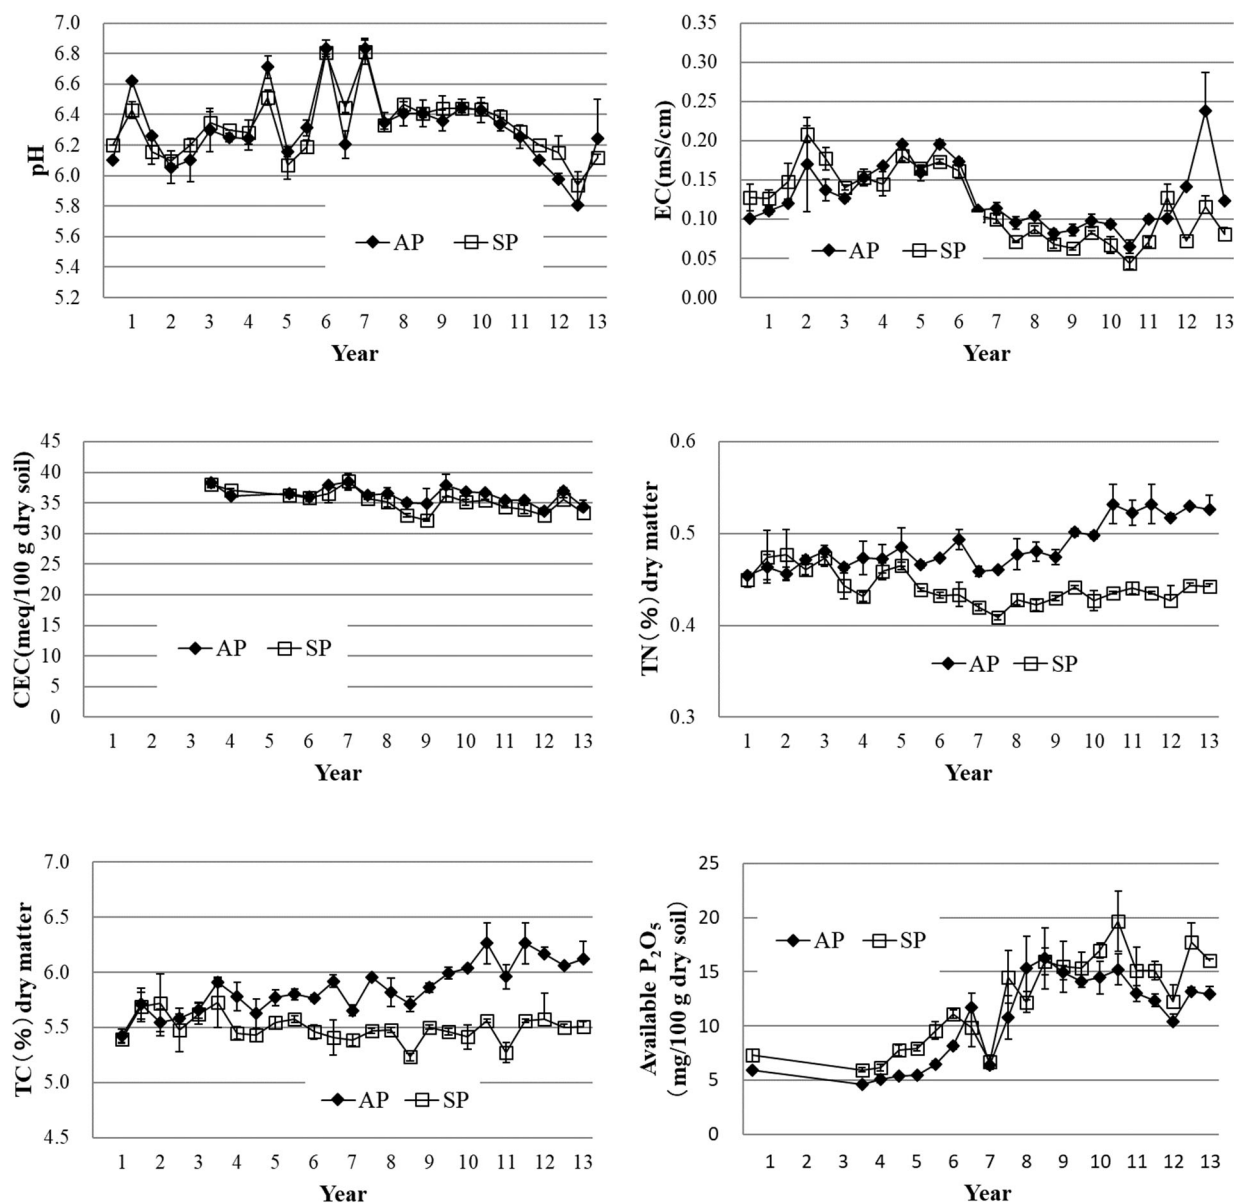 7.0
6.8
6.6
6.4
6.2
6.0
5.8
5.6
5.4
5.2
pH
AP SP
1 2 3 4 5 6 7 8 9 10 11 12 13
Year
0.35
0.30
0.25
0.20
0.15
0.10
0.05
0.00
EC(mS/cm)
AP SP
1 2 3 4 5 6 7 8 9 10 11 12 13
Year
45
40
35
30
25
20
15
10
5
0
CEC(meq/100 g dry soil)
AP SP
1 2 3 4 5 6 7 8 9 10 11 12 13
Year
0.6
0.5
0.4
0.3
TN(%)dry matter
AP SP
1 2 3 4 5 6 7 8 9 10 11 12 13
Year
7.0
6.5
6.0
5.5
5.0
4.5
TC(%)dry matter
AP SP
1 2 3 4 5 6 7 8 9 10 11 12 13
Year
25
20
15
10
5
0
Available P₂O₅
(mg/100 g dry soil)
AP SP
1 2 3 4 5 6 7 8 9 10 11 12 13
Year